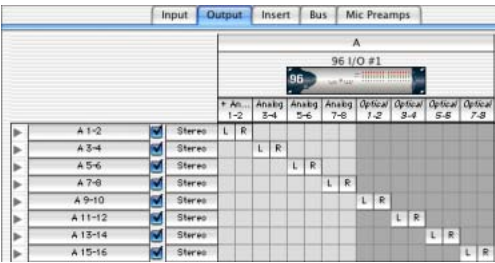 Input Output Insert Bus Mic Preamps
A
96 I/O #1
96
+ An... Analog Analog Analog Optical Optical Optical Optical
1-2 3-4 5-6 7-8 1-2 3-4 5-6 7-8
A 1-2 Stereo L R
A 3-4 Stereo L R
A 5-6 Stereo L R
A 7-8 Stereo L R
A 9-10 Stereo L R
A 11-12 Stereo L R
A 13-14 Stereo L R
A 15-16 Stereo L R